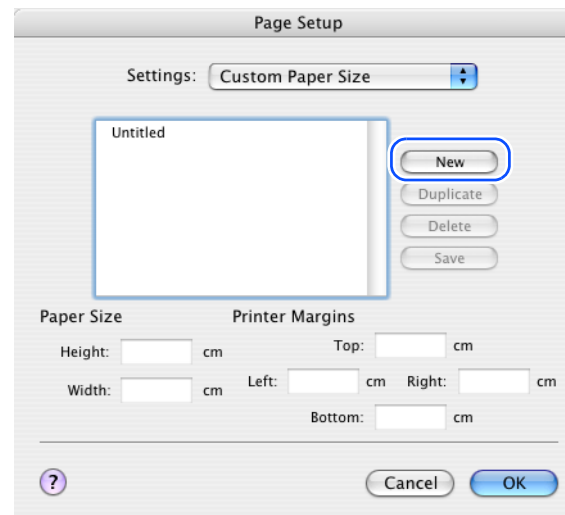 Page Setup
Settings: Custom Paper Size
Untitled
New
Duplicate
Delete
Save
Paper Size
Printer Margins
Height: cm
Top: cm
Width: cm
Left: cm Right: cm
Bottom: cm
? Cancel OK